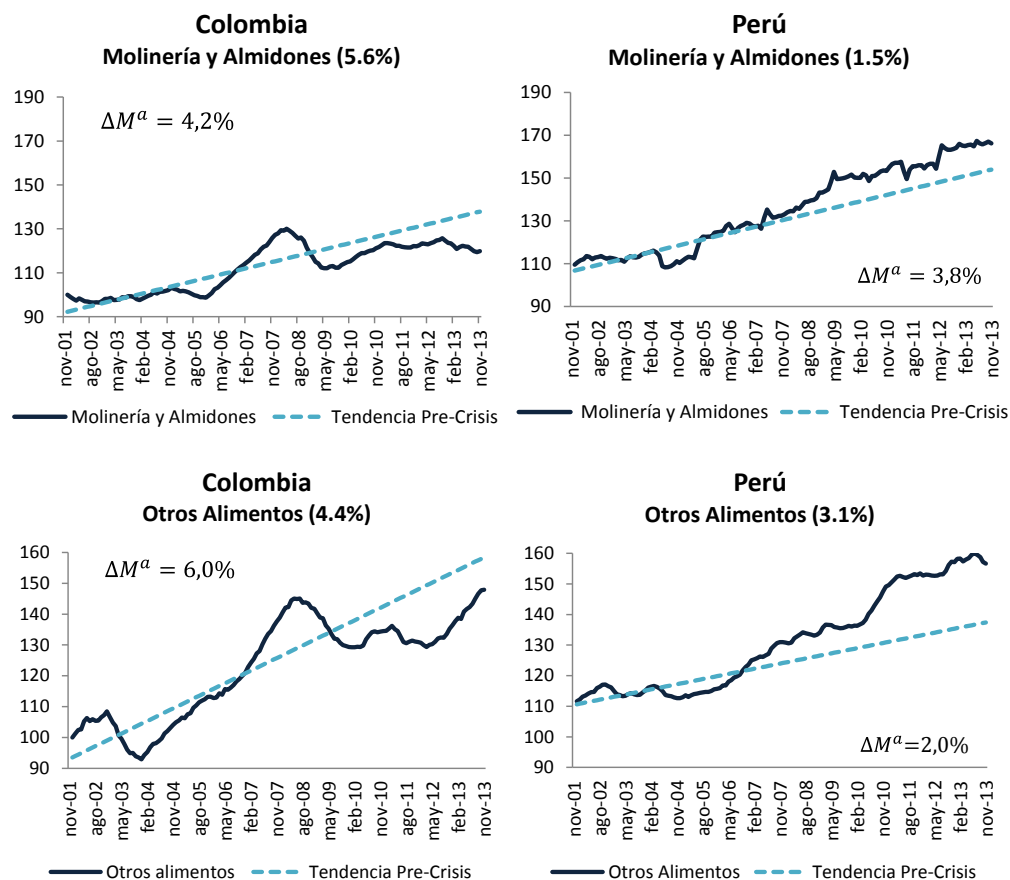 Colombia
Molinería y Almidones (5.6%)
190
170
150
130
110
90
ΔMᵃ = 4,2%
nov-01
ago-02
may-03
feb-04
nov-04
ago-05
may-06
feb-07
nov-07
ago-08
may-09
feb-10
nov-10
ago-11
may-12
feb-13
nov-13
Molinería y Almidones
Tendencia Pre-Crisis
Perú
Molinería y Almidones (1.5%)
190
170
150
130
110
90
ΔMᵃ = 3,8%
nov-01
ago-02
may-03
feb-04
nov-04
ago-05
may-06
feb-07
nov-07
ago-08
may-09
feb-10
nov-10
ago-11
may-12
feb-13
nov-13
Molinería y Almidones
Tendencia Pre-Crisis
Colombia
Otros Alimentos (4.4%)
160
150
140
130
120
110
100
90
ΔMᵃ = 6,0%
nov-01
ago-02
may-03
feb-04
nov-04
ago-05
may-06
feb-07
nov-07
ago-08
may-09
feb-10
nov-10
ago-11
may-12
feb-13
nov-13
Otros alimentos
Tendencia Pre-Crisis
Perú
Otros Alimentos (3.1%)
160
150
140
130
120
110
100
90
ΔMᵃ=2,0%
nov-01
ago-02
may-03
feb-04
nov-04
ago-05
may-06
feb-07
nov-07
ago-08
may-09
feb-10
nov-10
ago-11
may-12
feb-13
nov-13
Otros Alimentos
Tendencia Pre-Crisis